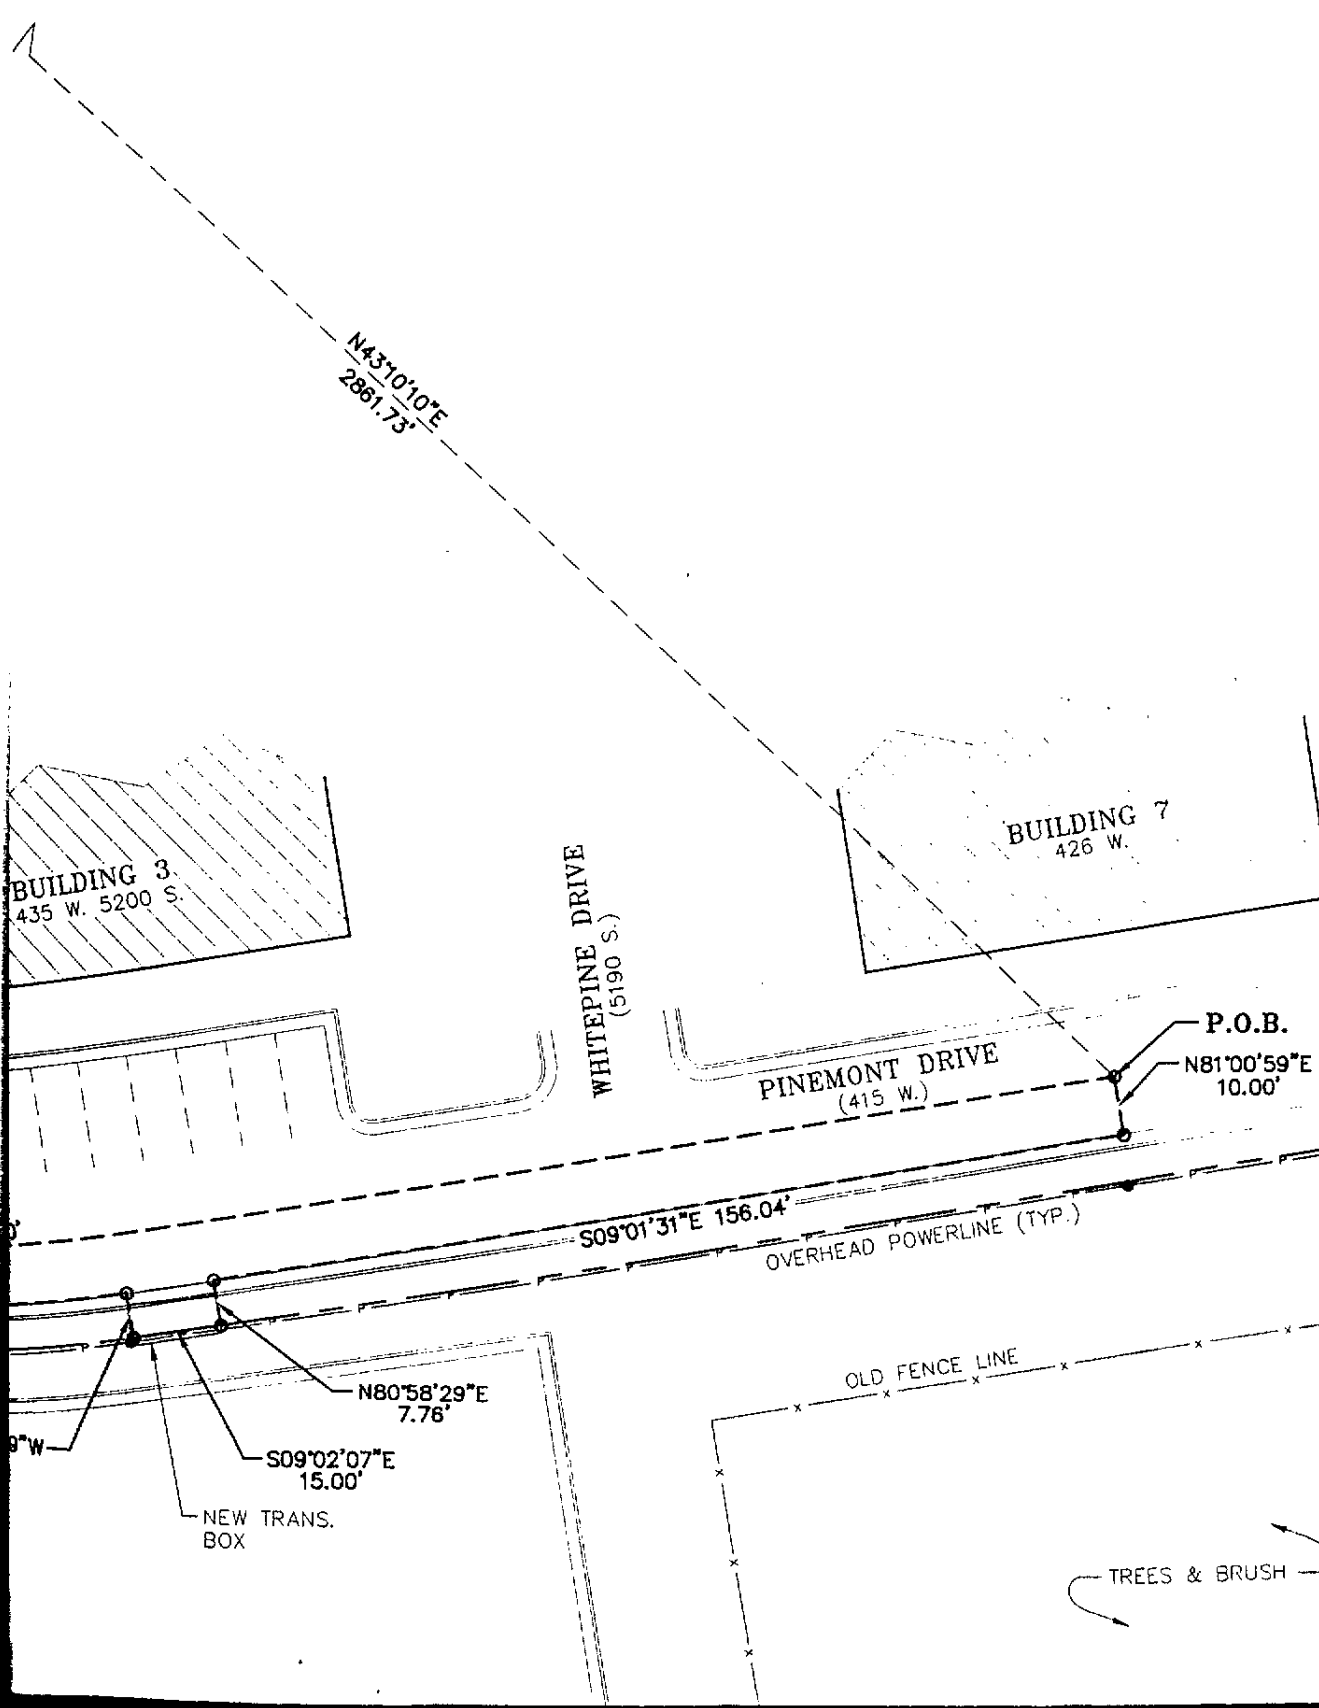 N43°10'10"E
2861.73'
BUILDING 7
426 W.
BUILDING 3
435 W. 5200 S.
WHITEPINE DRIVE
(5190 S.)
P.O.B.
N81°00'59"E
10.00'
PINEMONT DRIVE
(415 W.)
S09°01'31"E 156.04'
OVERHEAD POWERLINE (TYP.)
OLD FENCE LINE
N80°58'29"E
7.76'
9"W
S09°02'07"E
15.00'
NEW TRANS.
BOX
TREES & BRUSH